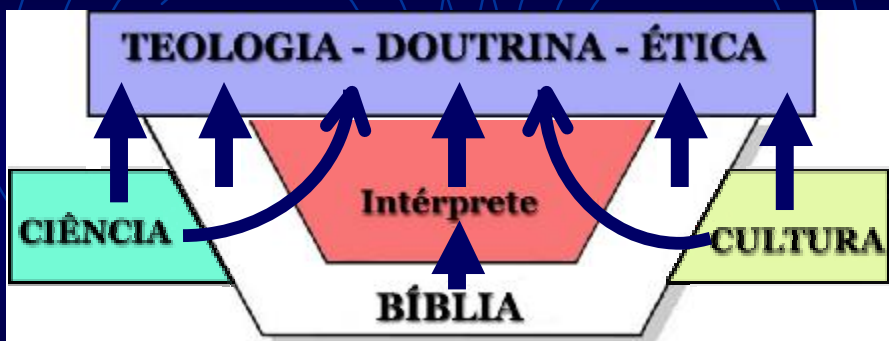 TEOLOGIA - DOUTRINA - ÉTICA
Intérprete
CIÊNCIA
CULTURA
BÍBLIA